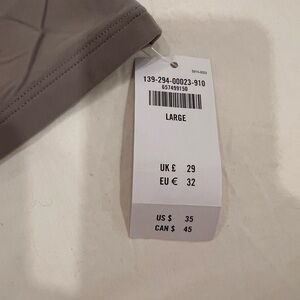 139-294-00023-910
657499150
LARGE
UK £ 29
EU € 32
US $ 35
CAN $ 45